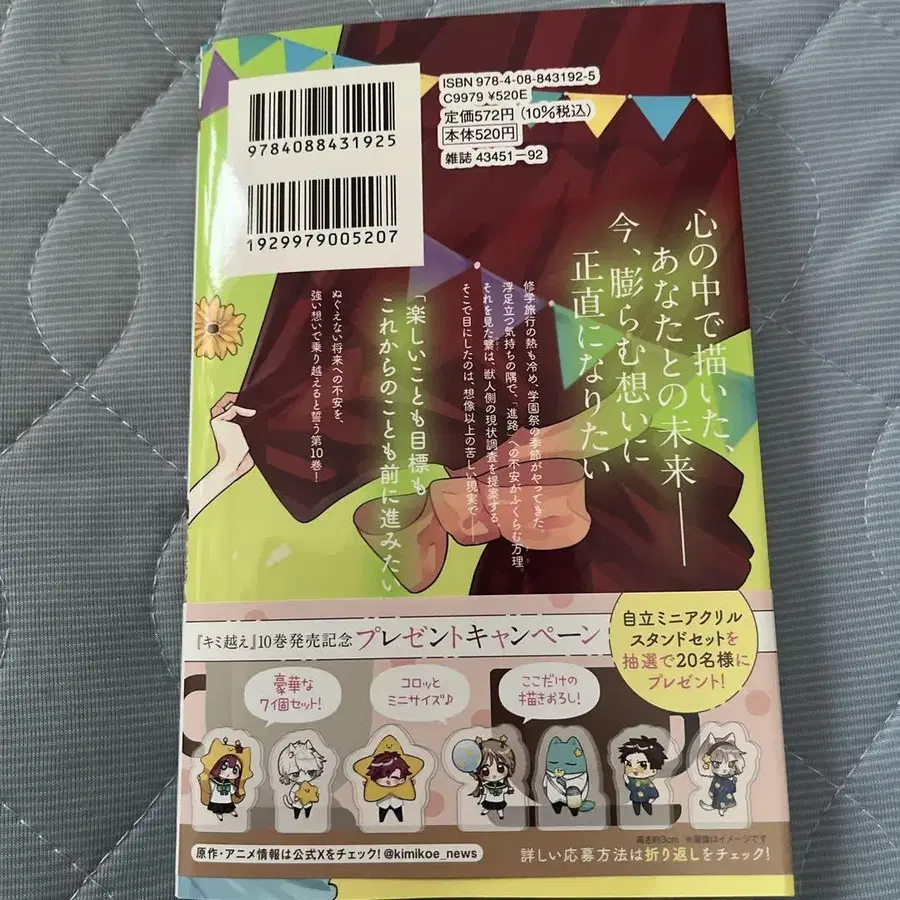 9784088431925
1929979005207
ISBN 978-4-08-843192-5
C9979 ¥520E
定価572円(10%税込)
本体520円
雑誌 43451-92
心の中で描いた、
あなたとの未来――
今、膨らむ想いに
正直になりたい
修学旅行の熱も冷め、学園祭の季節がやってきた。
浮足立つ気持ちの隅で、「進路」への不安がふくらむ万理。
それを見た繋は、獣人側の現状調査を提案する。
そこで目にしたのは、想像以上の苦しい現実で――
「楽しいことも目標も
これからのことも前に進みたい
ぬぐえない将来への不安を、
強い想いで乗り越えると誓う第10巻!
『キミ越え』10巻発売記念 プレゼントキャンペーン
自立ミニアクリル
スタンドセットを
抽選で20名様に
プレゼント!
豪華な
7個セット!
コロッと
ミニサイズ♪
ここだけの
描きおろし!
高さ約3cm ※画像はイメージです
原作・アニメ情報は公式Xをチェック! @kimikoe_news
詳しい応募方法は折り返しをチェック!